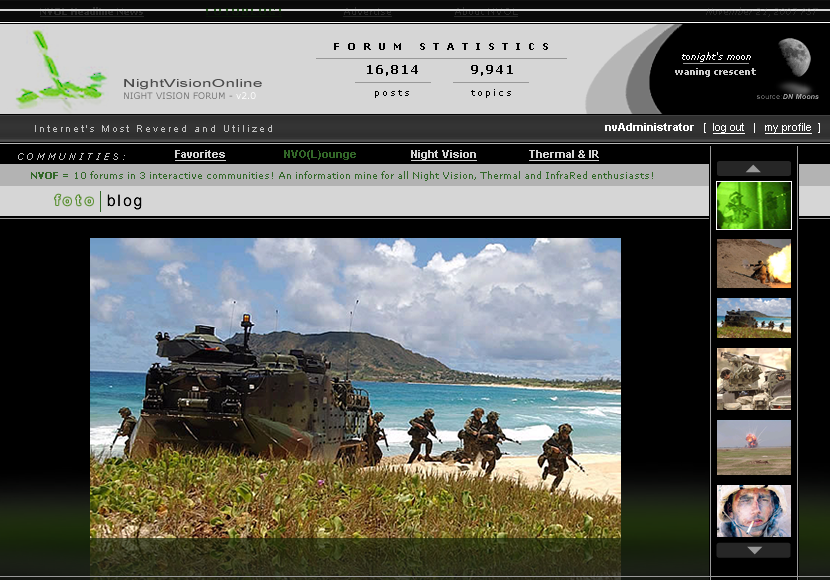 NVOL Headline News
Advertise
About NVOL
FORUM STATISTICS
16,814
9,941
posts
topics
tonight's moon
waning crescent
source DN Moons
NightVisionOnline
NIGHT VISION FORUM - v2.0
Internet's Most Revered and Utilized
nvAdministrator [ log out | my profile ]
COMMUNITIES:
Favorites
NVO(L)ounge
Night Vision
Thermal & IR
NVOF = 10 forums in 3 interactive communities! An information mine for all Night Vision, Thermal and InfraRed enthusiasts!
foto|blog